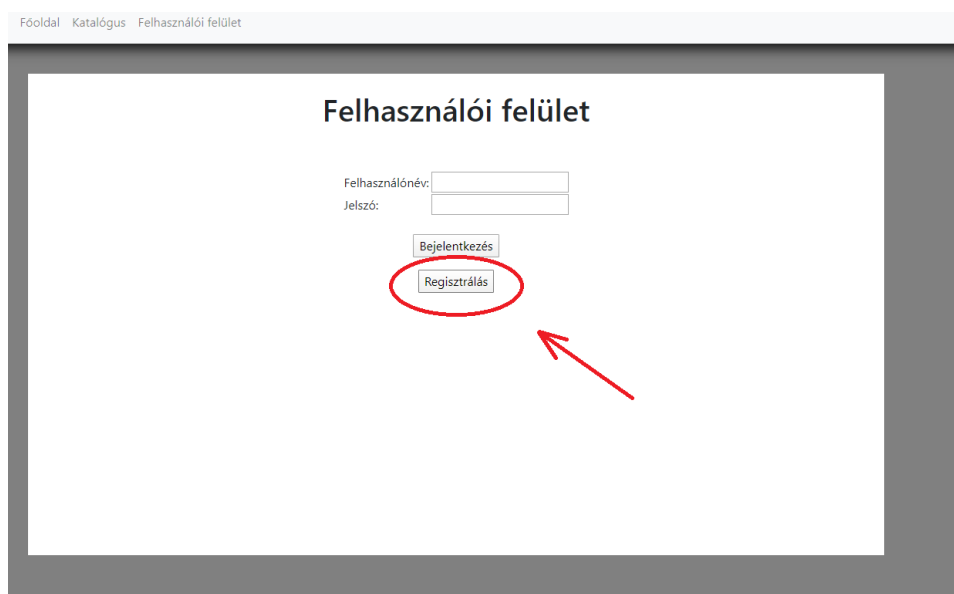 Főoldal Katalógus Felhasználói felület
Felhasználói felület
Felhasználónév:
Jelszó:
Bejelentkezés
Regisztrálás